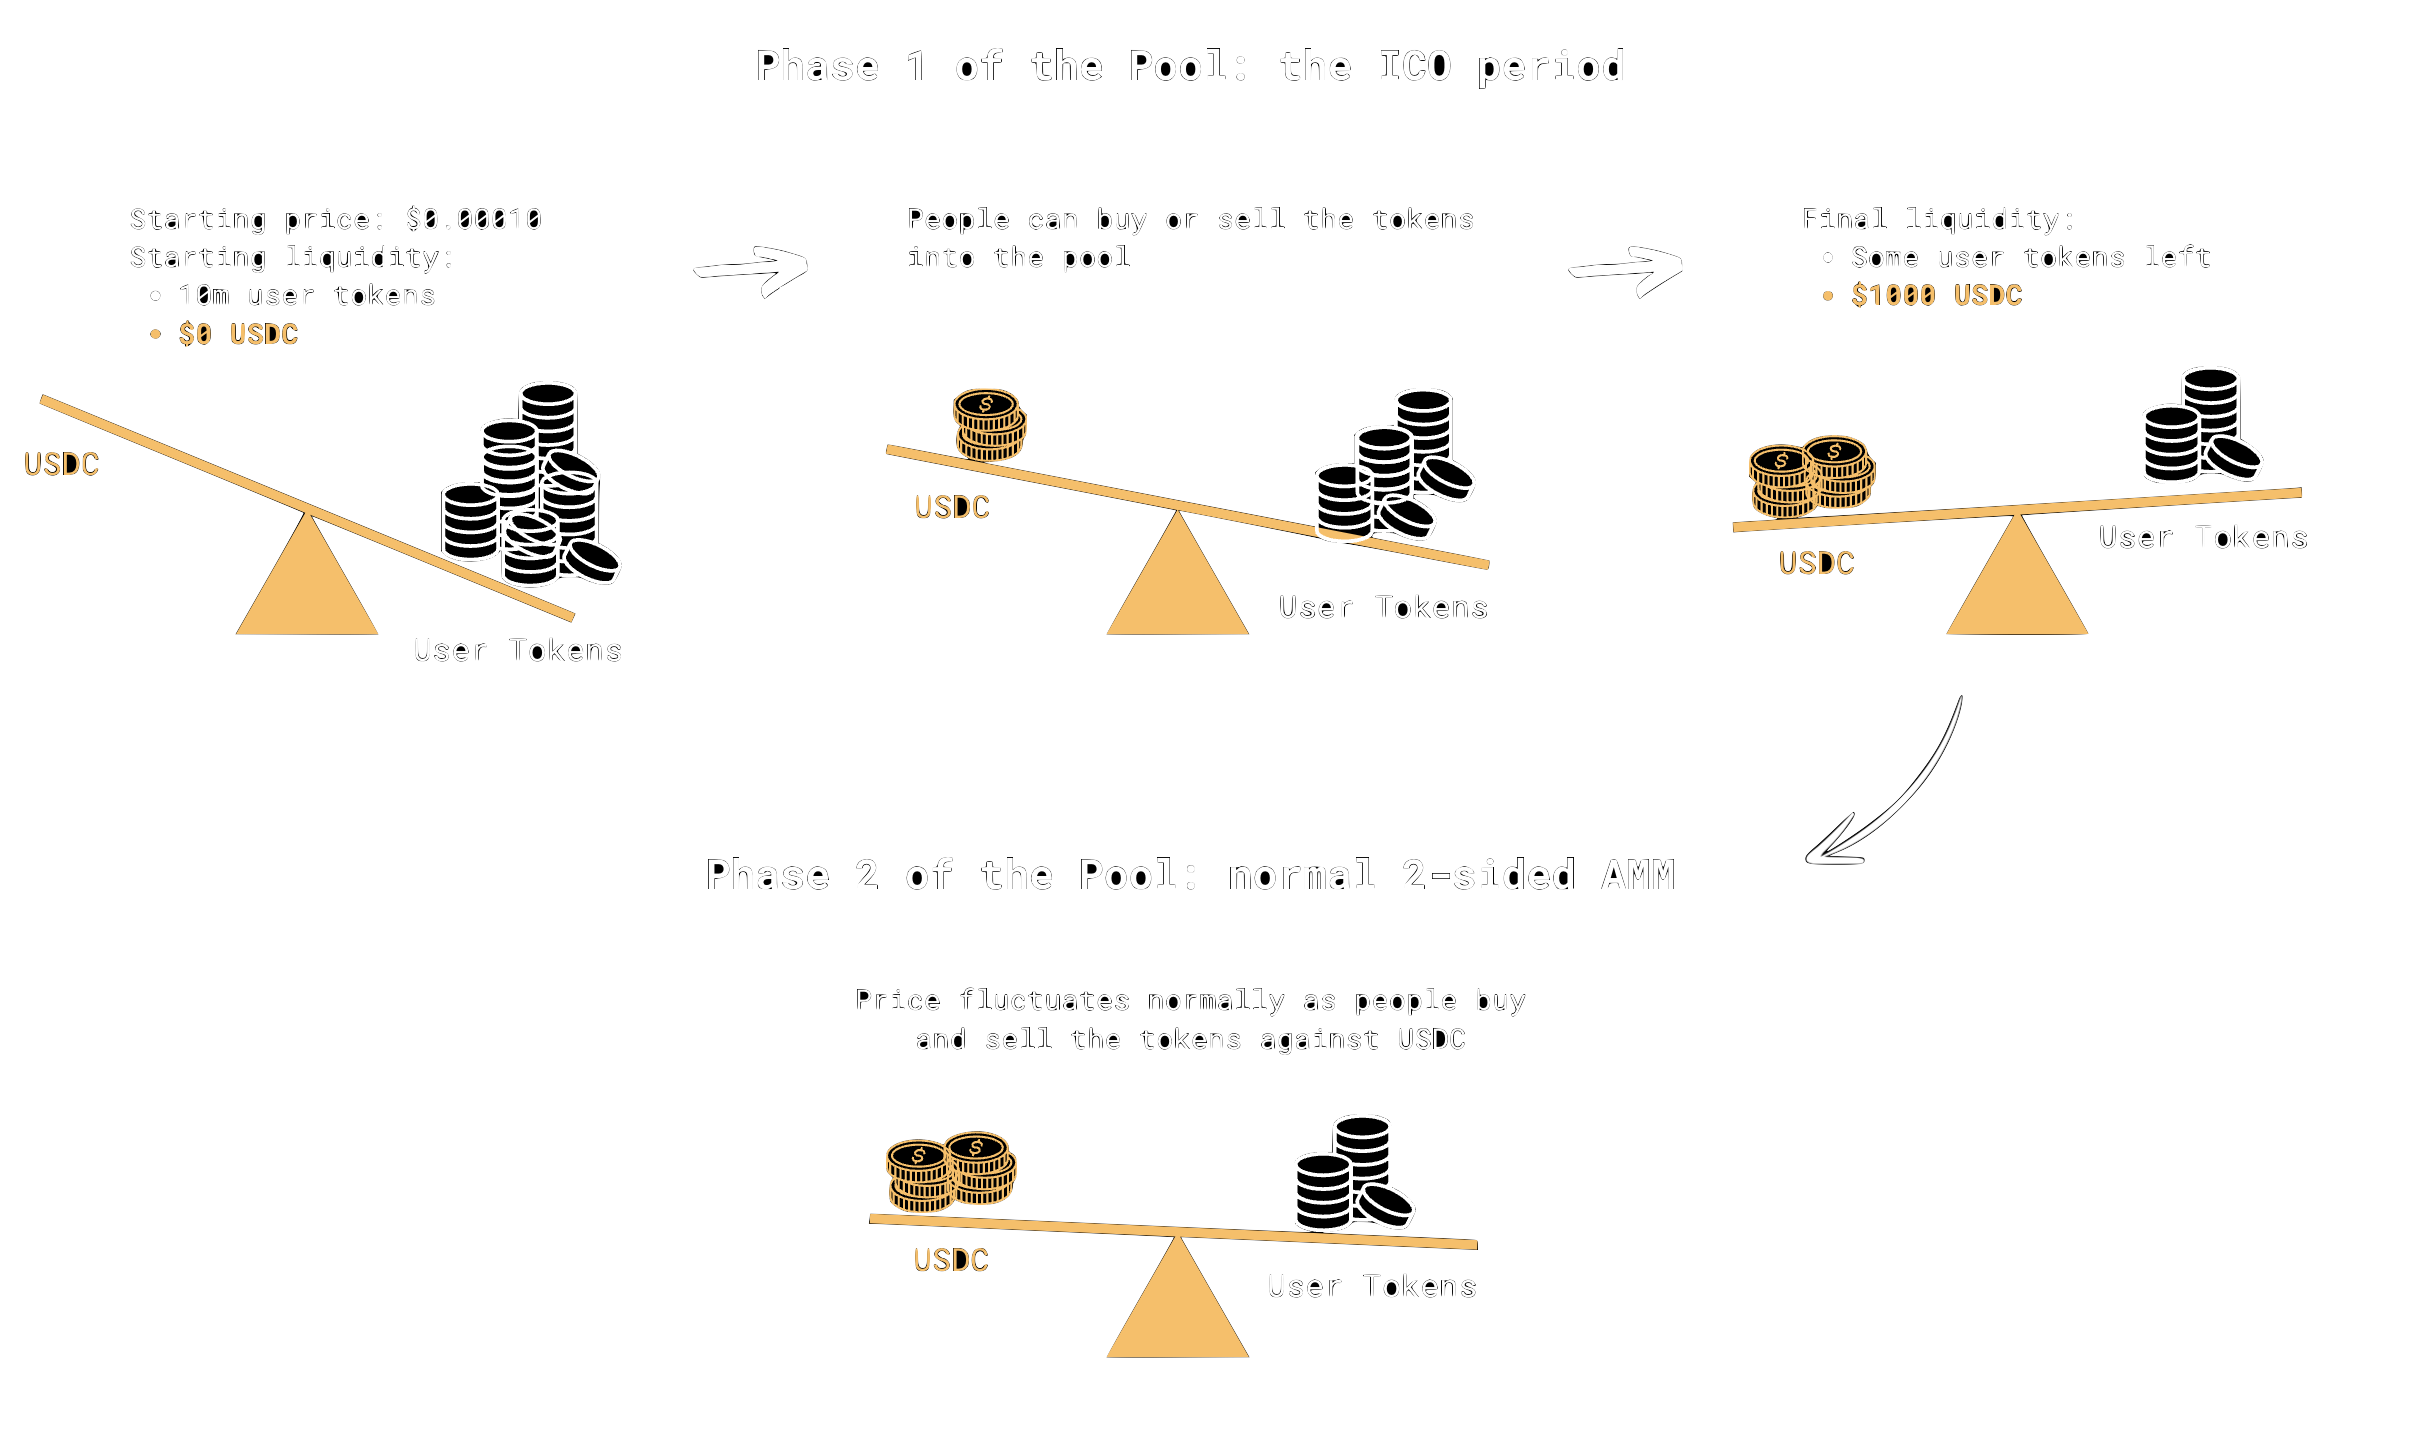 Phase 1 of the Pool: the ICO period
Starting price: $0.00010
Starting liquidity:
• 10m user tokens
• $0 USDC
USDC
User Tokens
People can buy or sell the tokens
into the pool
$
USDC
User Tokens
Final liquidity:
• Some user tokens left
• $1000 USDC
$ $
USDC
User Tokens
Phase 2 of the Pool: normal 2-sided AMM
Price fluctuates normally as people buy
and sell the tokens against USDC
$ $
USDC
User Tokens